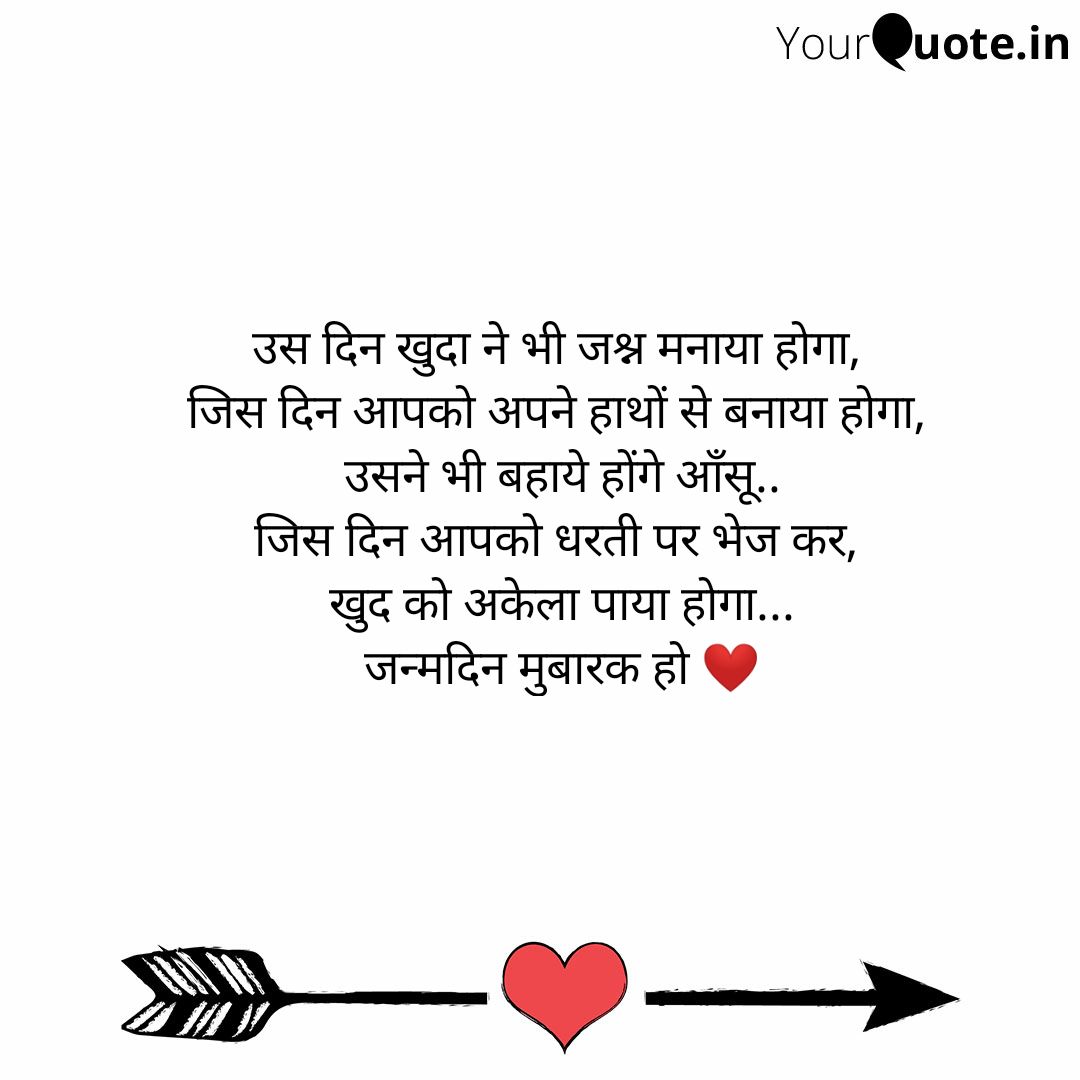 YourQuote.in
उस दिन खुदा ने भी जश्न मनाया होगा,
जिस दिन आपको अपने हाथों से बनाया होगा,
उसने भी बहाये होंगे आँसू..
जिस दिन आपको धरती पर भेज कर,
खुद को अकेला पाया होगा...
जन्मदिन मुबारक हो ❤️